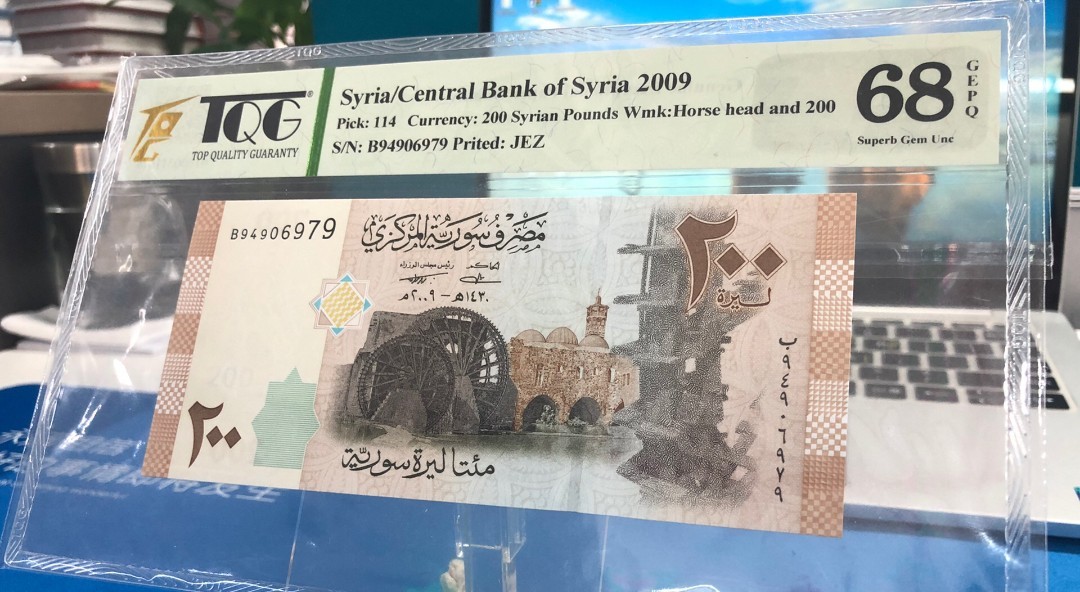 TQG
TQG®
TOP QUALITY GUARANTY
Syria/Central Bank of Syria 2009
Pick: 114 Currency: 200 Syrian Pounds Wmk:Horse head and 200
S/N: B94906979 Prited: JEZ
68
GEPQ
Superb Gem Unc
B94906979
مصرف سورية المركزي
الحاكم رئيس مجلس الوزراء
١٤٣٠هـ - ٢٠٠٩م
٢٠٠
ليرة
ب٩٤٩٠٦٩٧٩
٢٠٠
مئتا ليرة سورية